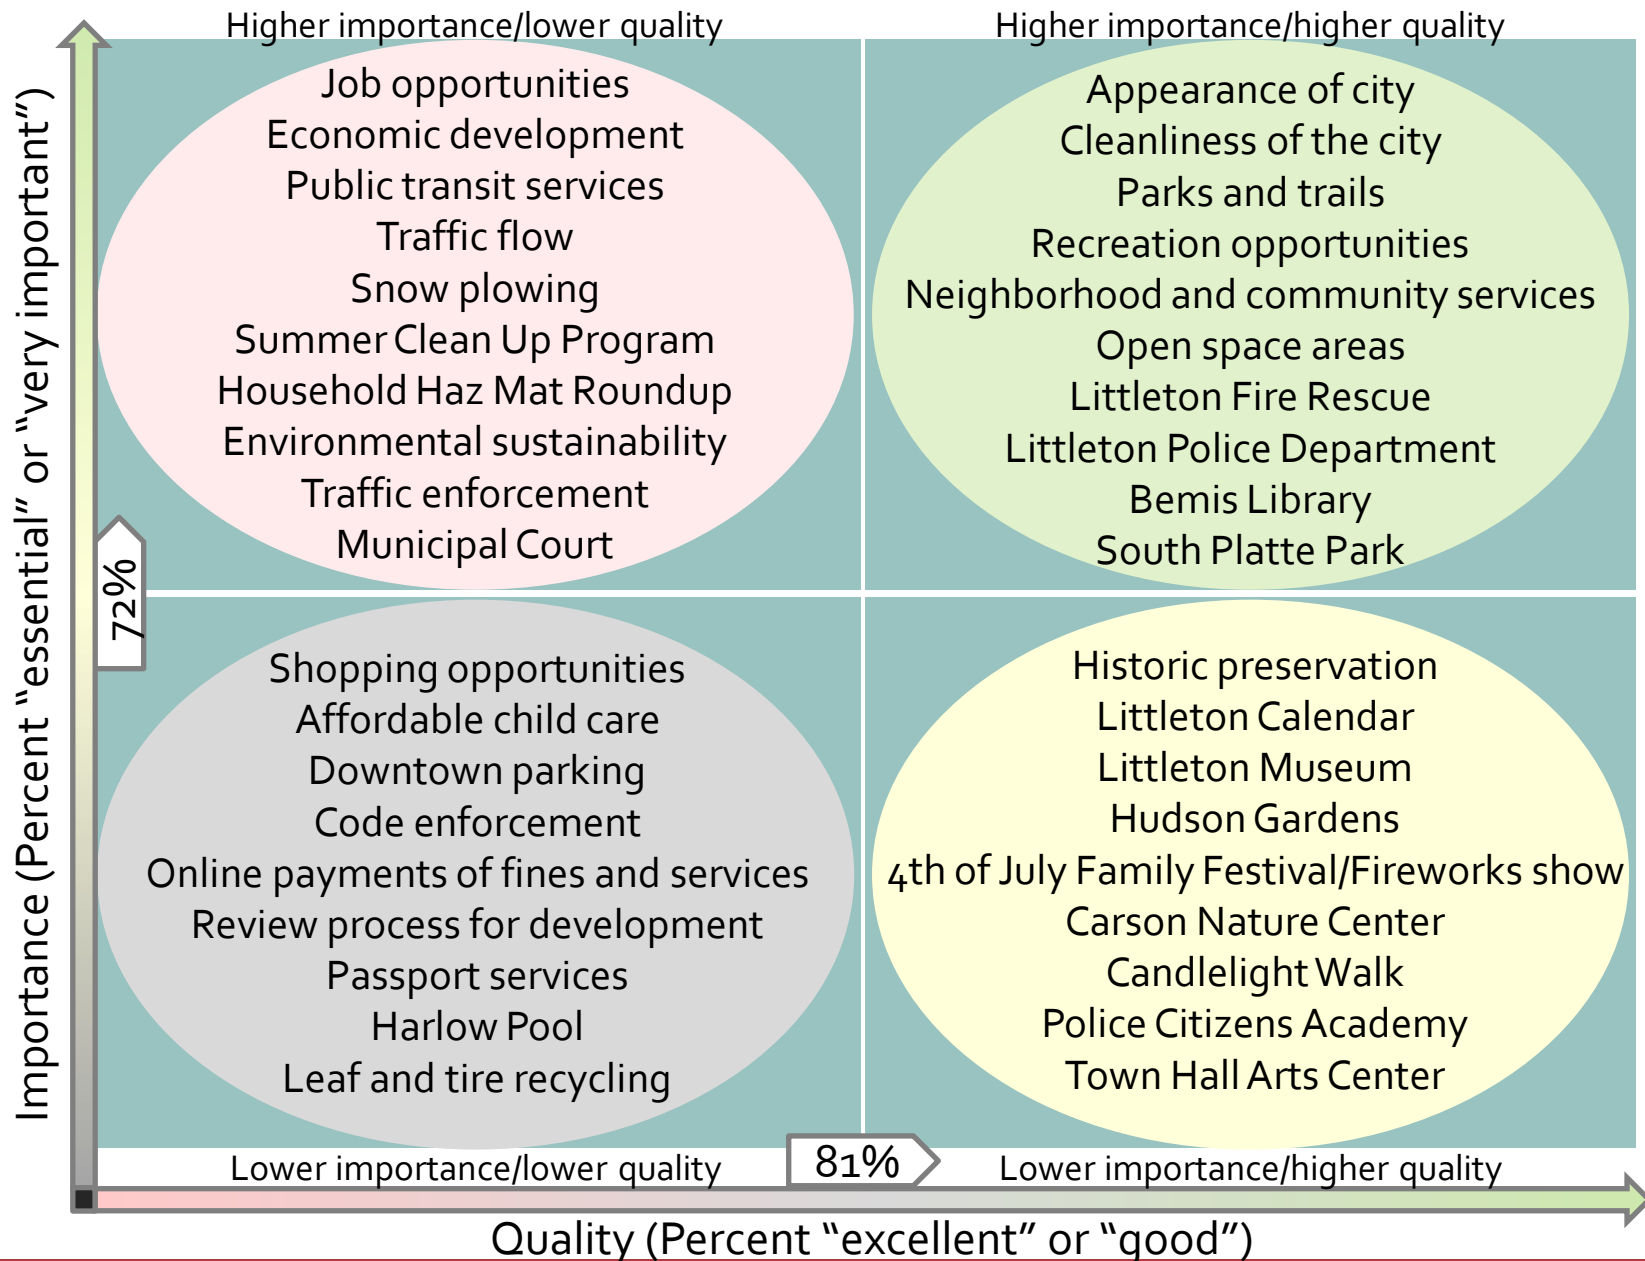 Higher importance/lower quality
Job opportunities
Economic development
Public transit services
Traffic flow
Snow plowing
Summer Clean Up Program
Household Haz Mat Roundup
Environmental sustainability
Traffic enforcement
Municipal Court
Higher importance/higher quality
Appearance of city
Cleanliness of the city
Parks and trails
Recreation opportunities
Neighborhood and community services
Open space areas
Littleton Fire Rescue
Littleton Police Department
Bemis Library
South Platte Park
Importance (Percent “essential” or “very important”)
72%
Shopping opportunities
Affordable child care
Downtown parking
Code enforcement
Online payments of fines and services
Review process for development
Passport services
Harlow Pool
Leaf and tire recycling
Lower importance/lower quality
Historic preservation
Littleton Calendar
Littleton Museum
Hudson Gardens
4th of July Family Festival/Fireworks show
Carson Nature Center
Candlelight Walk
Police Citizens Academy
Town Hall Arts Center
Lower importance/higher quality
81%
Quality (Percent “excellent” or “good”)